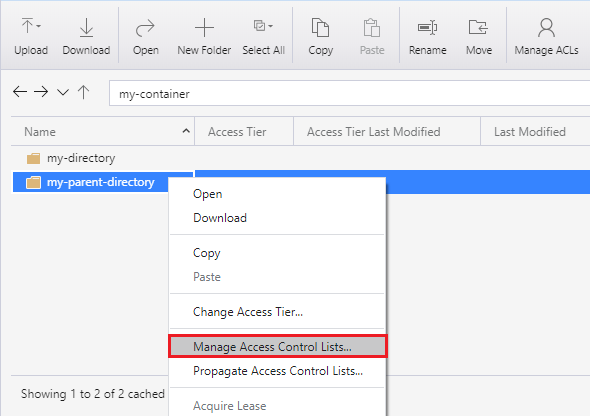 Upload Download Open New Folder Select All Copy Paste Rename Move Manage ACLs
my-container
Name Access Tier Access Tier Last Modified Last Modified
my-directory
my-parent-directory
Open
Download
Copy
Paste
Change Access Tier...
Manage Access Control Lists...
Propagate Access Control Lists...
Acquire Lease
Showing 1 to 2 of 2 cached